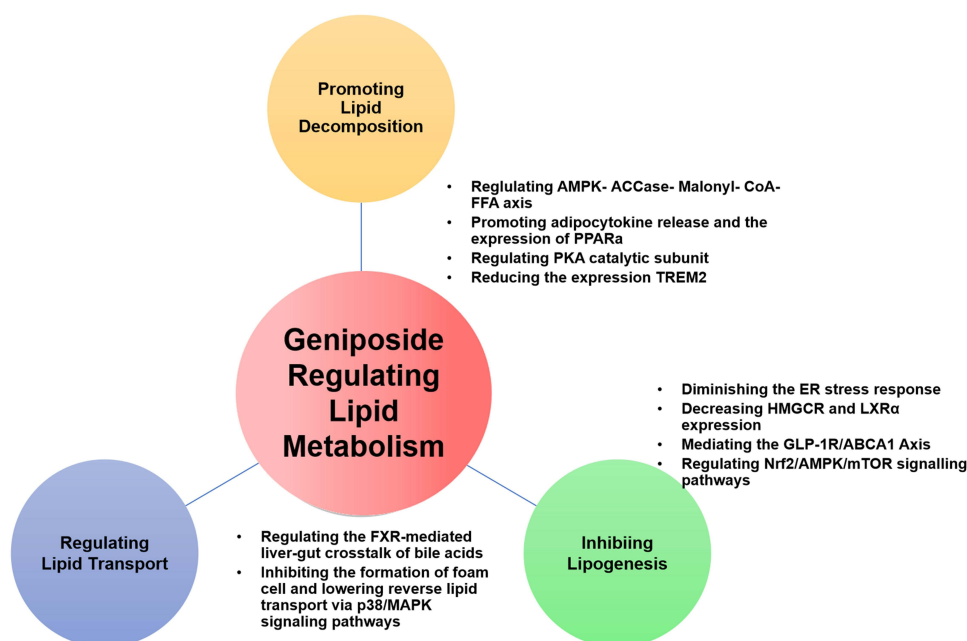 Promoting
Lipid
Decomposition
• Reglulating AMPK- ACCase- Malonyl- CoA-
FFA axis
• Promoting adipocytokine release and the
expression of PPARa
• Regulating PKA catalytic subunit
• Reducing the expression TREM2
Geniposide
Regulating
Lipid
Metabolism
• Diminishing the ER stress response
• Decreasing HMGCR and LXRα
expression
• Mediating the GLP-1R/ABCA1 Axis
• Regulating Nrf2/AMPK/mTOR signalling
pathways
Regulating
Lipid Transport
• Regulating the FXR-mediated
liver-gut crosstalk of bile acids
• Inhibiting the formation of foam
cell and lowering reverse lipid
transport via p38/MAPK
signaling pathways
Inhibiing
Lipogenesis